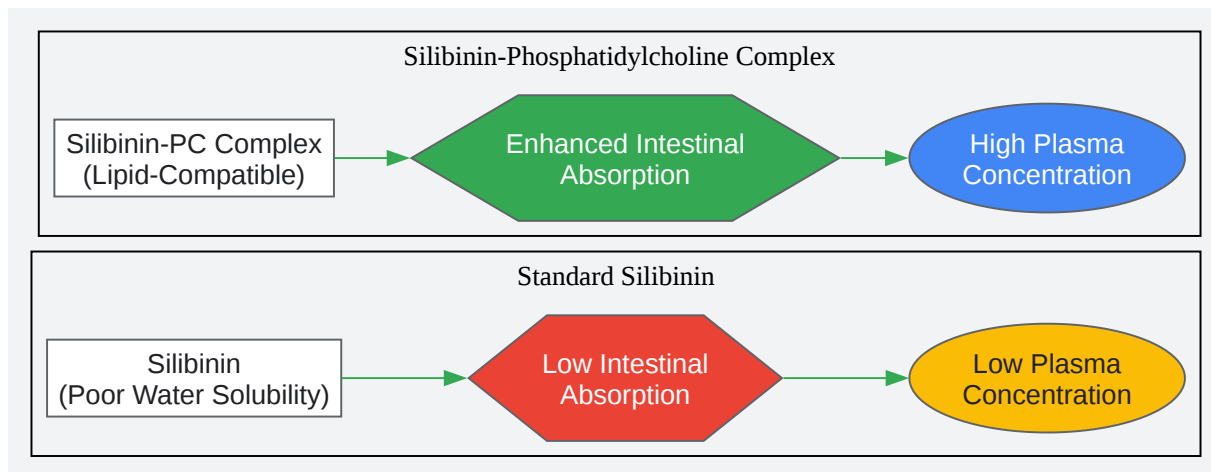 Silibinin-Phosphatidylcholine Complex
Silibinin-PC Complex
(Lipid-Compatible)
Enhanced Intestinal
Absorption
High Plasma
Concentration
Standard Silibinin
Silibinin
(Poor Water Solubility)
Low Intestinal
Absorption
Low Plasma
Concentration